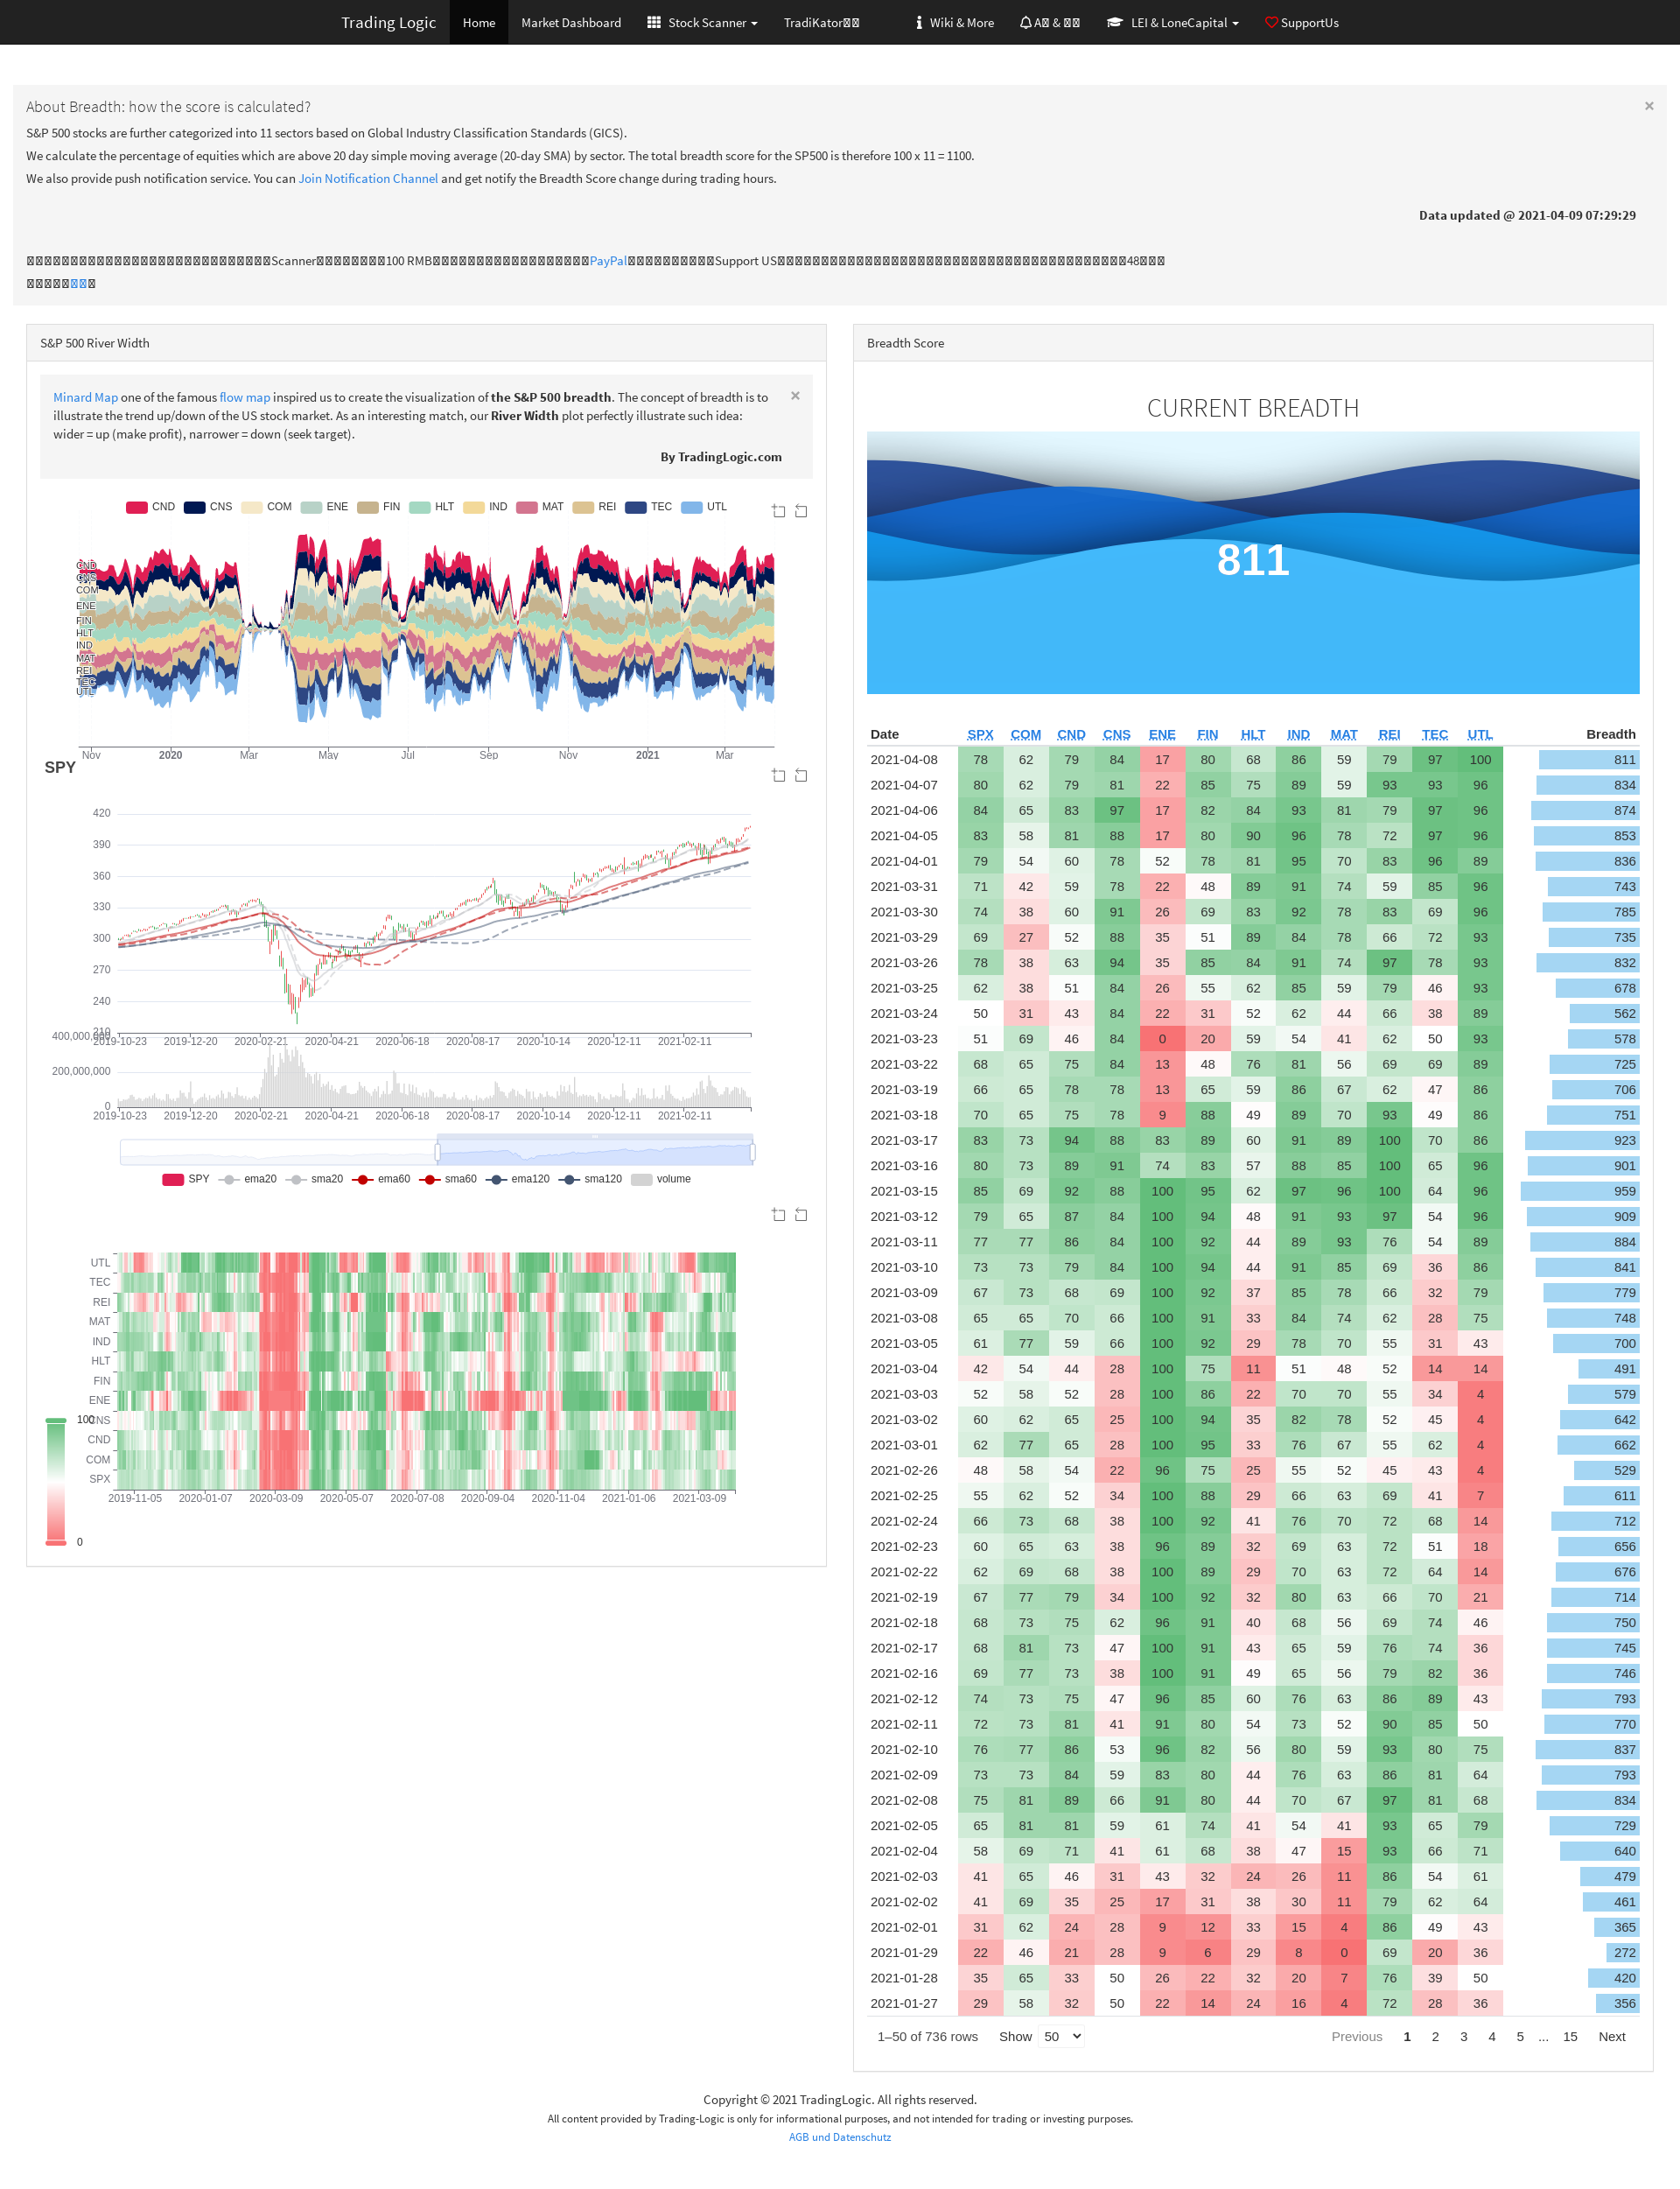 Trading Logic Home Market Dashboard Stock Scanner TradiKator Wiki & More A & LEI & LoneCapital SupportUs
About Breadth: how the score is calculated? ×
S&P 500 stocks are further categorized into 11 sectors based on Global Industry Classification Standards (GICS).
We calculate the percentage of equities which are above 20 day simple moving average (20-day SMA) by sector. The total breadth score for the SP500 is therefore 100 x 11 = 1100.
We also provide push notification service. You can Join Notification Channel and get notify the Breadth Score change during trading hours.
Data updated @ 2021-04-09 07:29:29
Scanner 100 RMB PayPal Support US 48
S&P 500 River Width
Minard Map one of the famous flow map inspired us to create the visualization of the S&P 500 breadth. The concept of breadth is to ×
illustrate the trend up/down of the US stock market. As an interesting match, our River Width plot perfectly illustrate such idea:
wider = up (make profit), narrower = down (seek target).
By TradingLogic.com
CND CNS COM ENE FIN HLT IND MAT REI TEC UTL
CND
CNS
COM
ENE
FIN
HLT
IND
MAT
REI
TEC
UTL
Nov 2020 Mar May Jul Sep Nov 2021 Mar
SPY
420
390
360
330
300
270
240
210
2019-10-23 2019-12-20 2020-02-21 2020-04-21 2020-06-18 2020-08-17 2020-10-14 2020-12-11 2021-02-11
400,000,000
200,000,000
0
2019-10-23 2019-12-20 2020-02-21 2020-04-21 2020-06-18 2020-08-17 2020-10-14 2020-12-11 2021-02-11
SPY ema20 sma20 ema60 sma60 ema120 sma120 volume
UTL
TEC
REI
MAT
IND
HLT
FIN
ENE
CNS
CND
COM
SPX
100
0
2019-11-05 2020-01-07 2020-03-09 2020-05-07 2020-07-08 2020-09-04 2020-11-04 2021-01-06 2021-03-09
Breadth Score
CURRENT BREADTH
811
Date SPX COM CND CNS ENE FIN HLT IND MAT REI TEC UTL Breadth
2021-04-08 78 62 79 84 17 80 68 86 59 79 97 100 811
2021-04-07 80 62 79 81 22 85 75 89 59 93 93 96 834
2021-04-06 84 65 83 97 17 82 84 93 81 79 97 96 874
2021-04-05 83 58 81 88 17 80 90 96 78 72 97 96 853
2021-04-01 79 54 60 78 52 78 81 95 70 83 96 89 836
2021-03-31 71 42 59 78 22 48 89 91 74 59 85 96 743
2021-03-30 74 38 60 91 26 69 83 92 78 83 69 96 785
2021-03-29 69 27 52 88 35 51 89 84 78 66 72 93 735
2021-03-26 78 38 63 94 35 85 84 91 74 97 78 93 832
2021-03-25 62 38 51 84 26 55 62 85 59 79 46 93 678
2021-03-24 50 31 43 84 22 31 52 62 44 66 38 89 562
2021-03-23 51 69 46 84 0 20 59 54 41 62 50 93 578
2021-03-22 68 65 75 84 13 48 76 81 56 69 69 89 725
2021-03-19 66 65 78 78 13 65 59 86 67 62 47 86 706
2021-03-18 70 65 75 78 9 88 49 89 70 93 49 86 751
2021-03-17 83 73 94 88 83 89 60 91 89 100 70 86 923
2021-03-16 80 73 89 91 74 83 57 88 85 100 65 96 901
2021-03-15 85 69 92 88 100 95 62 97 96 100 64 96 959
2021-03-12 79 65 87 84 100 94 48 91 93 97 54 96 909
2021-03-11 77 77 86 84 100 92 44 89 93 76 54 89 884
2021-03-10 73 73 79 84 100 94 44 91 85 69 36 86 841
2021-03-09 67 73 68 69 100 92 37 85 78 66 32 79 779
2021-03-08 65 65 70 66 100 91 33 84 74 62 28 75 748
2021-03-05 61 77 59 66 100 92 29 78 70 55 31 43 700
2021-03-04 42 54 44 28 100 75 11 51 48 52 14 14 491
2021-03-03 52 58 52 28 100 86 22 70 70 55 34 4 579
2021-03-02 60 62 65 25 100 94 35 82 78 52 45 4 642
2021-03-01 62 77 65 28 100 95 33 76 67 55 62 4 662
2021-02-26 48 58 54 22 96 75 25 55 52 45 43 4 529
2021-02-25 55 62 52 34 100 88 29 66 63 69 41 7 611
2021-02-24 66 73 68 38 100 92 41 76 70 72 68 14 712
2021-02-23 60 65 63 38 96 89 32 69 63 72 51 18 656
2021-02-22 62 69 68 38 100 89 29 70 63 72 64 14 676
2021-02-19 67 77 79 34 100 92 32 80 63 66 70 21 714
2021-02-18 68 73 75 62 96 91 40 68 56 69 74 46 750
2021-02-17 68 81 73 47 100 91 43 65 59 76 74 36 745
2021-02-16 69 77 73 38 100 91 49 65 56 79 82 36 746
2021-02-12 74 73 75 47 96 85 60 76 63 86 89 43 793
2021-02-11 72 73 81 41 91 80 54 73 52 90 85 50 770
2021-02-10 76 77 86 53 96 82 56 80 59 93 80 75 837
2021-02-09 73 73 84 59 83 80 44 76 63 86 81 64 793
2021-02-08 75 81 89 66 91 80 44 70 67 97 81 68 834
2021-02-05 65 81 81 59 61 74 41 54 41 93 65 79 729
2021-02-04 58 69 71 41 61 68 38 47 15 93 66 71 640
2021-02-03 41 65 46 31 43 32 24 26 11 86 54 61 479
2021-02-02 41 69 35 25 17 31 38 30 11 79 62 64 461
2021-02-01 31 62 24 28 9 12 33 15 4 86 49 43 365
2021-01-29 22 46 21 28 9 6 29 8 0 69 20 36 272
2021-01-28 35 65 33 50 26 22 32 20 7 76 39 50 420
2021-01-27 29 58 32 50 22 14 24 16 4 72 28 36 356
1–50 of 736 rows Show 50 Previous 1 2 3 4 5 ... 15 Next
Copyright © 2021 TradingLogic. All rights reserved.
All content provided by Trading-Logic is only for informational purposes, and not intended for trading or investing purposes.
AGB und Datenschutz